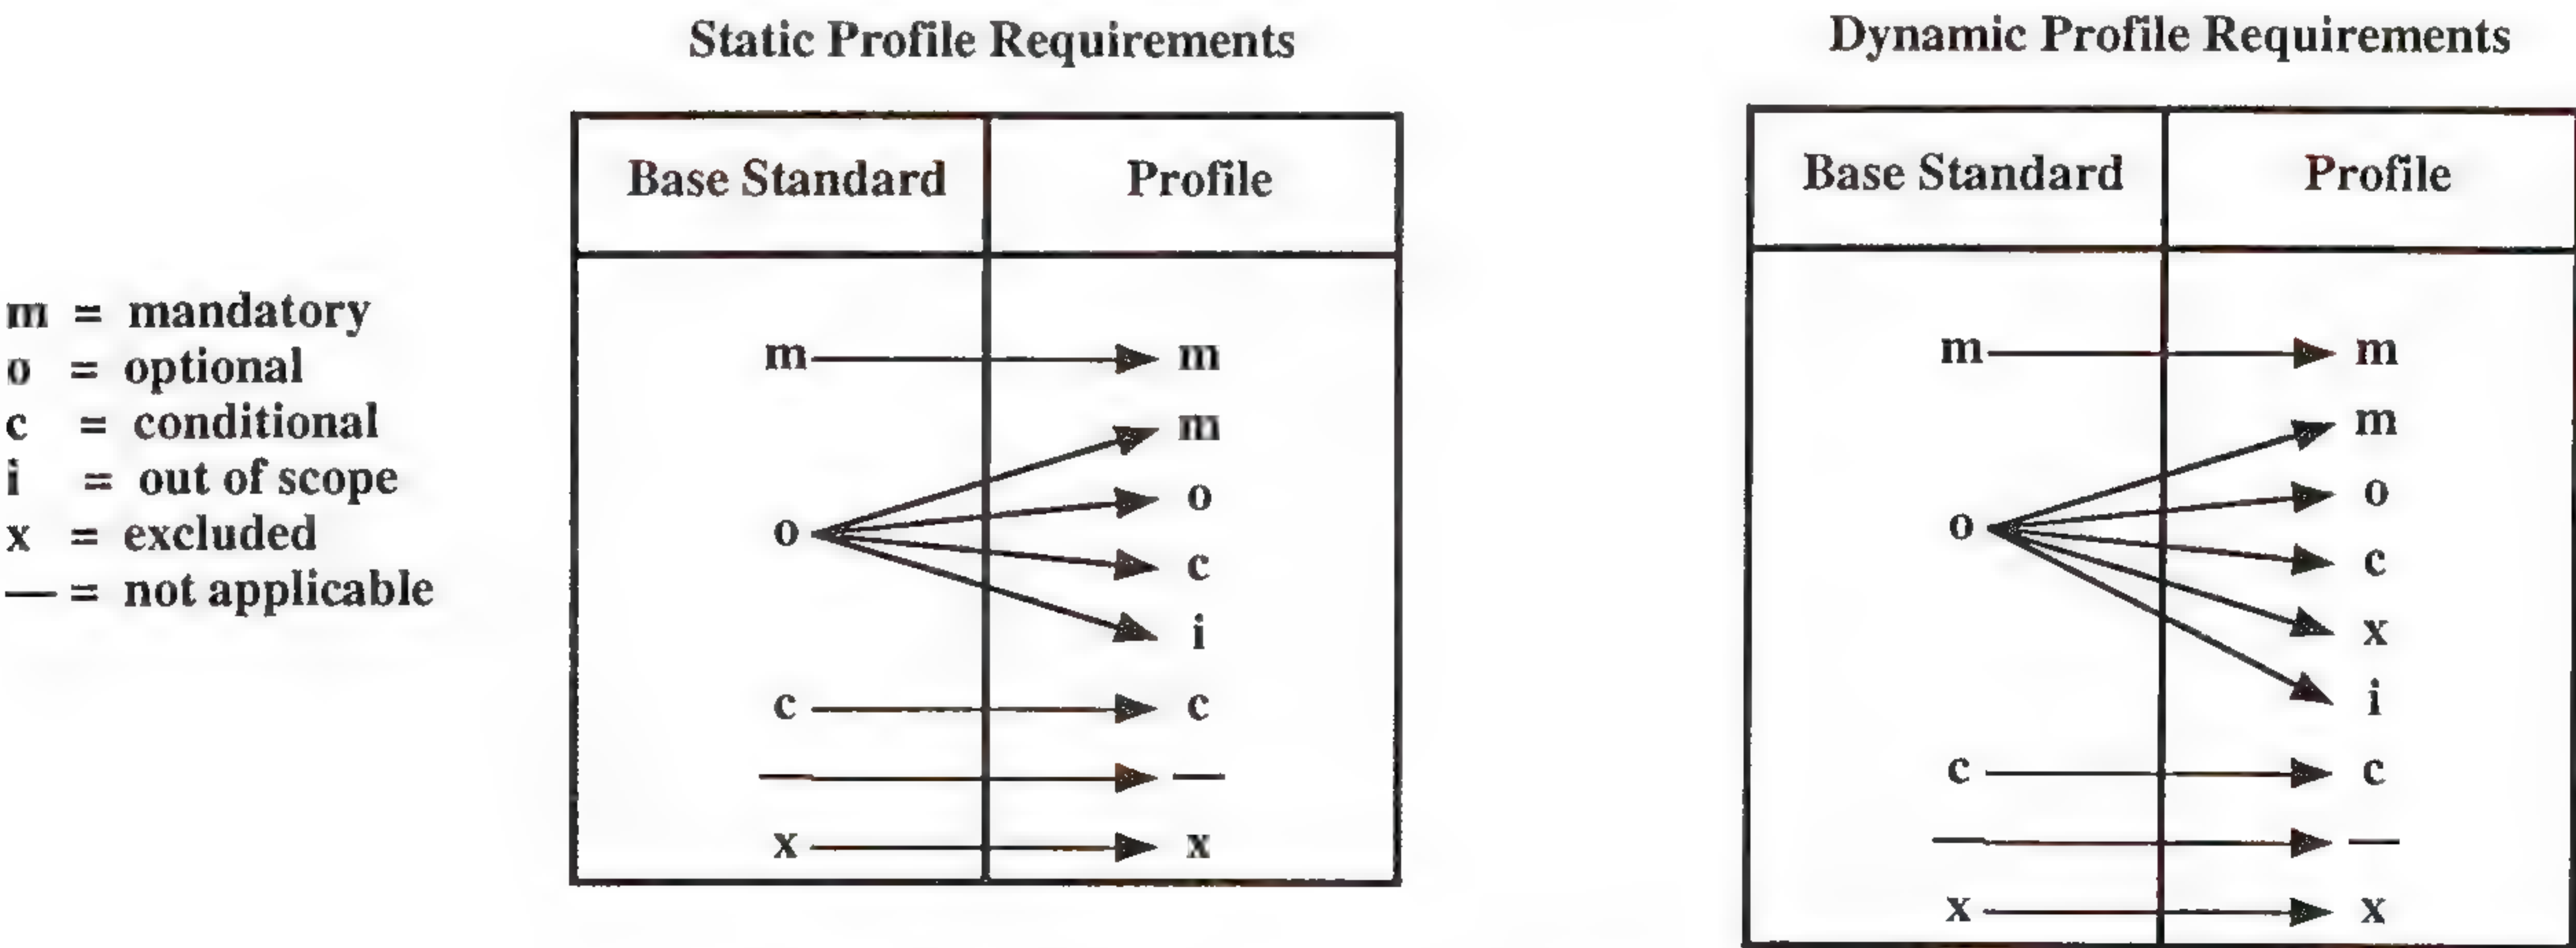 Static Profile Requirements
Base Standard Profile
m = mandatory
o = optional
c = conditional
i = out of scope
x = excluded
— = not applicable
m m
m
o
o
c
i
c c
— —
x x
Dynamic Profile Requirements
Base Standard Profile
m m
m
o
o
c
x
i
c c
— —
x x